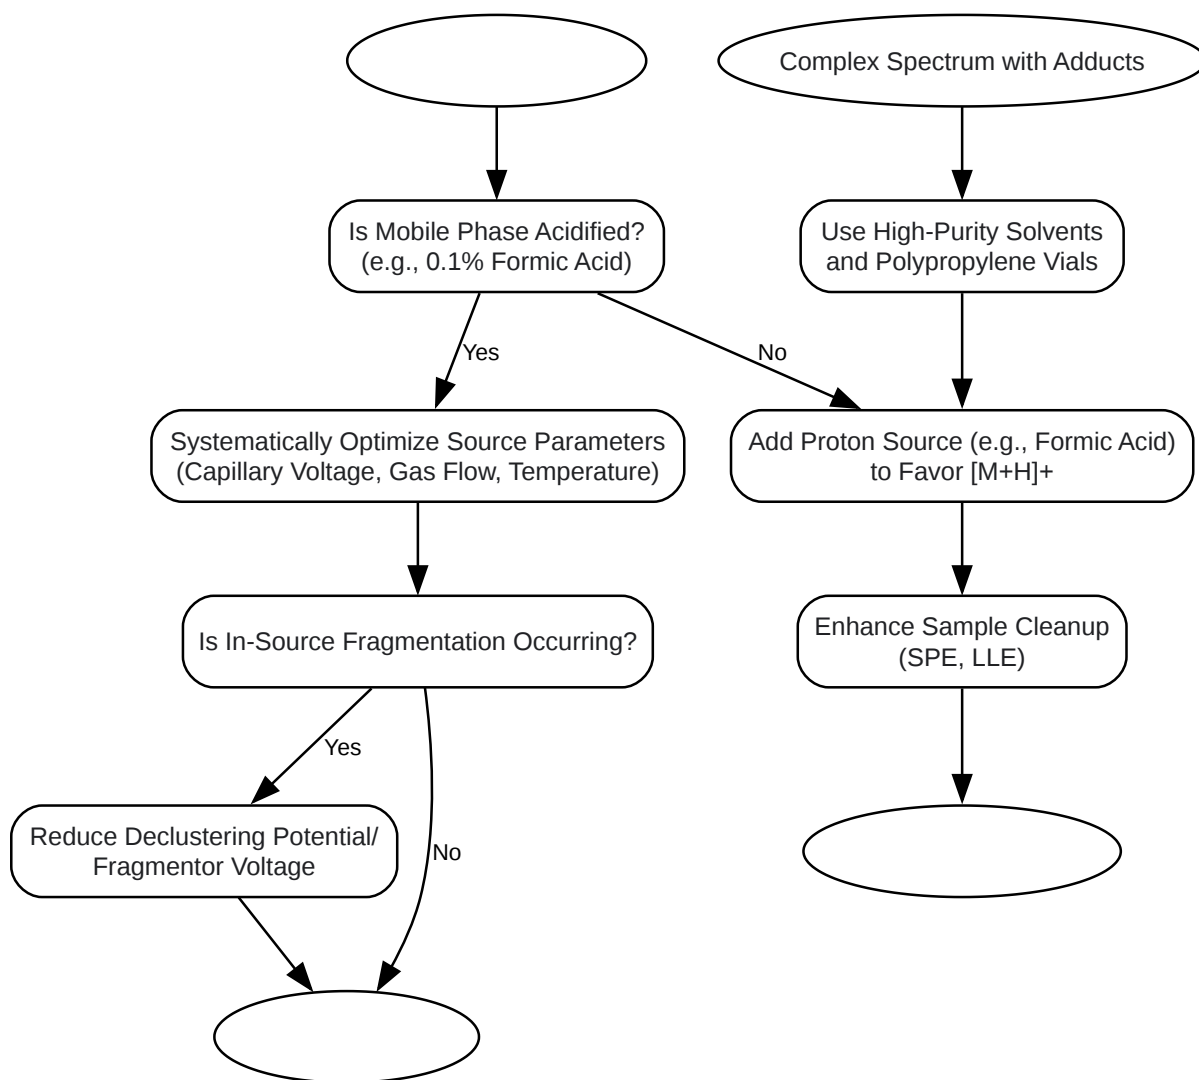 Complex Spectrum with Adducts
Is Mobile Phase Acidified?
(e.g., 0.1% Formic Acid)
Use High-Purity Solvents
and Polypropylene Vials
Yes
No
Systematically Optimize Source Parameters
(Capillary Voltage, Gas Flow, Temperature)
Add Proton Source (e.g., Formic Acid)
to Favor [M+H]+
Is In-Source Fragmentation Occurring?
Enhance Sample Cleanup
(SPE, LLE)
Yes
Reduce Declustering Potential/
Fragmentor Voltage
No